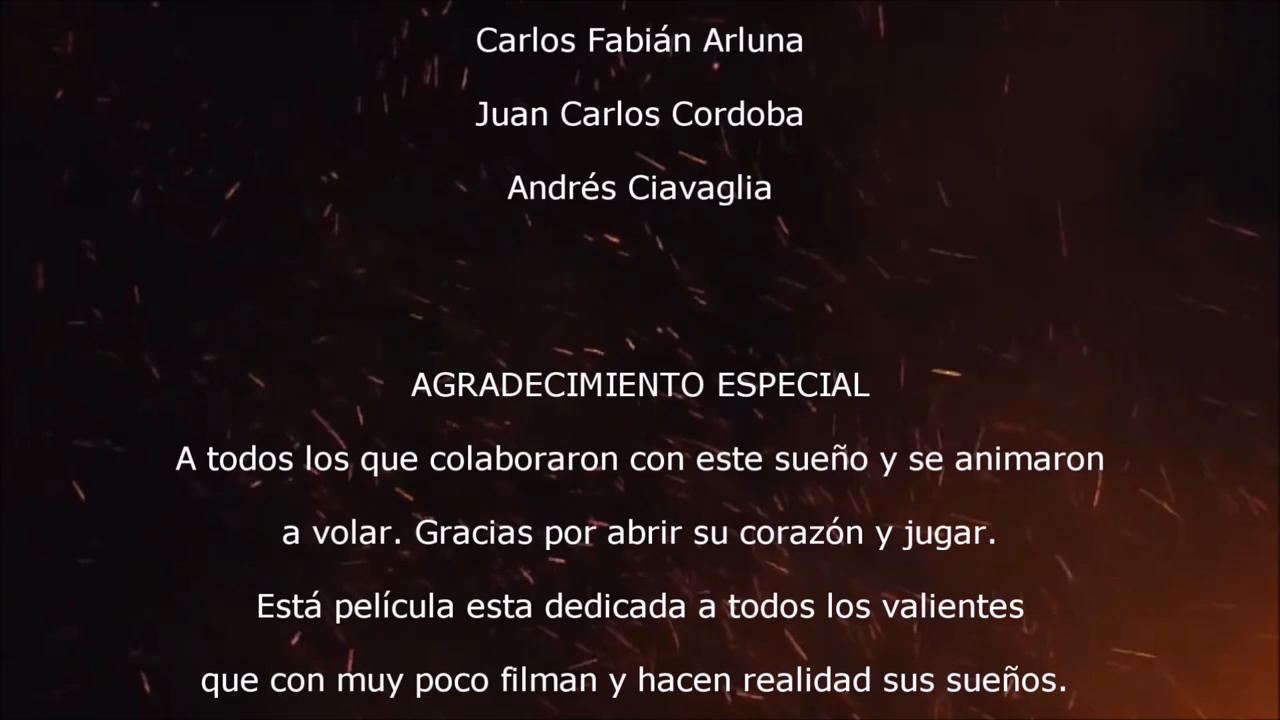 Carlos Fabián Arluna
Juan Carlos Cordoba
Andrés Ciavaglia
AGRADECIMIENTO ESPECIAL
A todos los que colaboraron con este sueño y se animaron
a volar. Gracias por abrir su corazón y jugar.
Está película esta dedicada a todos los valientes
que con muy poco filman y hacen realidad sus sueños.